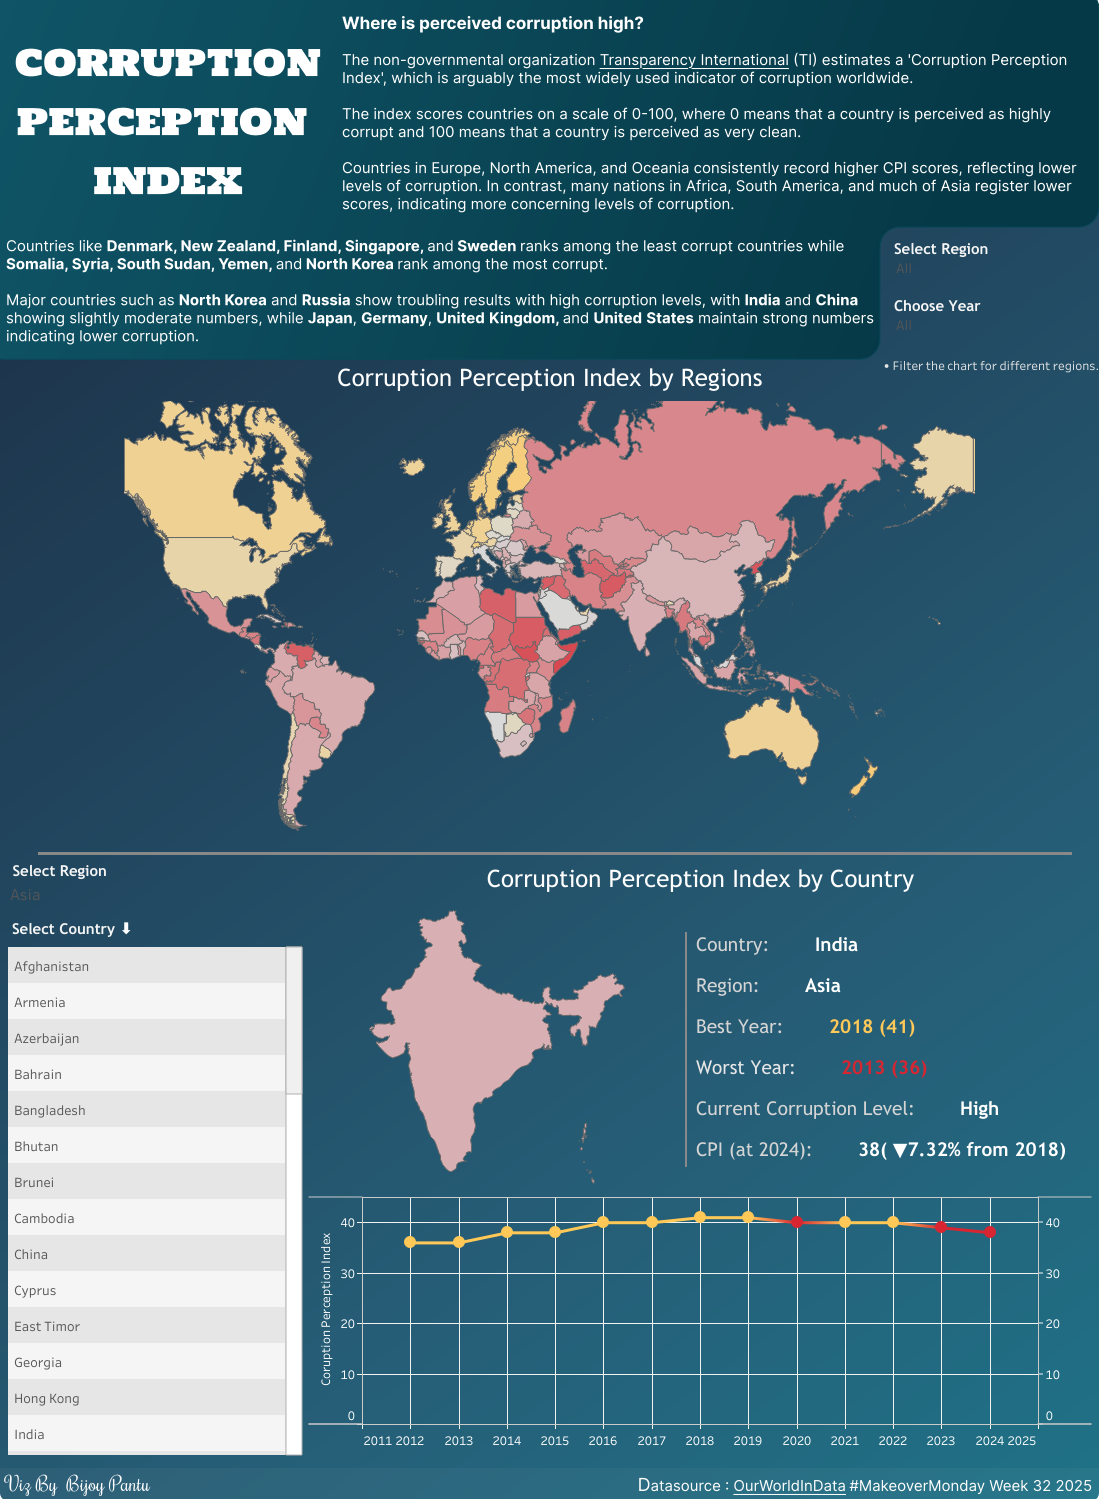 CORRUPTION
PERCEPTION
INDEX
Where is perceived corruption high?
The non-governmental organization Transparency International (TI) estimates a 'Corruption Perception
Index', which is arguably the most widely used indicator of corruption worldwide.
The index scores countries on a scale of 0-100, where 0 means that a country is perceived as highly
corrupt and 100 means that a country is perceived as very clean.
Countries in Europe, North America, and Oceania consistently record higher CPI scores, reflecting lower
levels of corruption. In contrast, many nations in Africa, South America, and much of Asia register lower
scores, indicating more concerning levels of corruption.
Countries like Denmark, New Zealand, Finland, Singapore, and Sweden ranks among the least corrupt countries while
Somalia, Syria, South Sudan, Yemen, and North Korea rank among the most corrupt.
Major countries such as North Korea and Russia show troubling results with high corruption levels, with India and China
showing slightly moderate numbers, while Japan, Germany, United Kingdom, and United States maintain strong numbers
indicating lower corruption.
Select Region
All
Choose Year
All
• Filter the chart for different regions.
Corruption Perception Index by Regions
Select Region
Asia
Select Country ⬇
Afghanistan
Armenia
Azerbaijan
Bahrain
Bangladesh
Bhutan
Brunei
Cambodia
China
Cyprus
East Timor
Georgia
Hong Kong
India
Corruption Perception Index by Country
Country: India
Region: Asia
Best Year: 2018 (41)
Worst Year: 2013 (36)
Current Corruption Level: High
CPI (at 2024): 38( ▼7.32% from 2018)
Coruption Perception Index
40
30
20
10
0
40
30
20
10
0
2011 2012 2013 2014 2015 2016 2017 2018 2019 2020 2021 2022 2023 2024 2025
Viz By Bijoy Pantu
Datasource : OurWorldInData #MakeoverMonday Week 32 2025